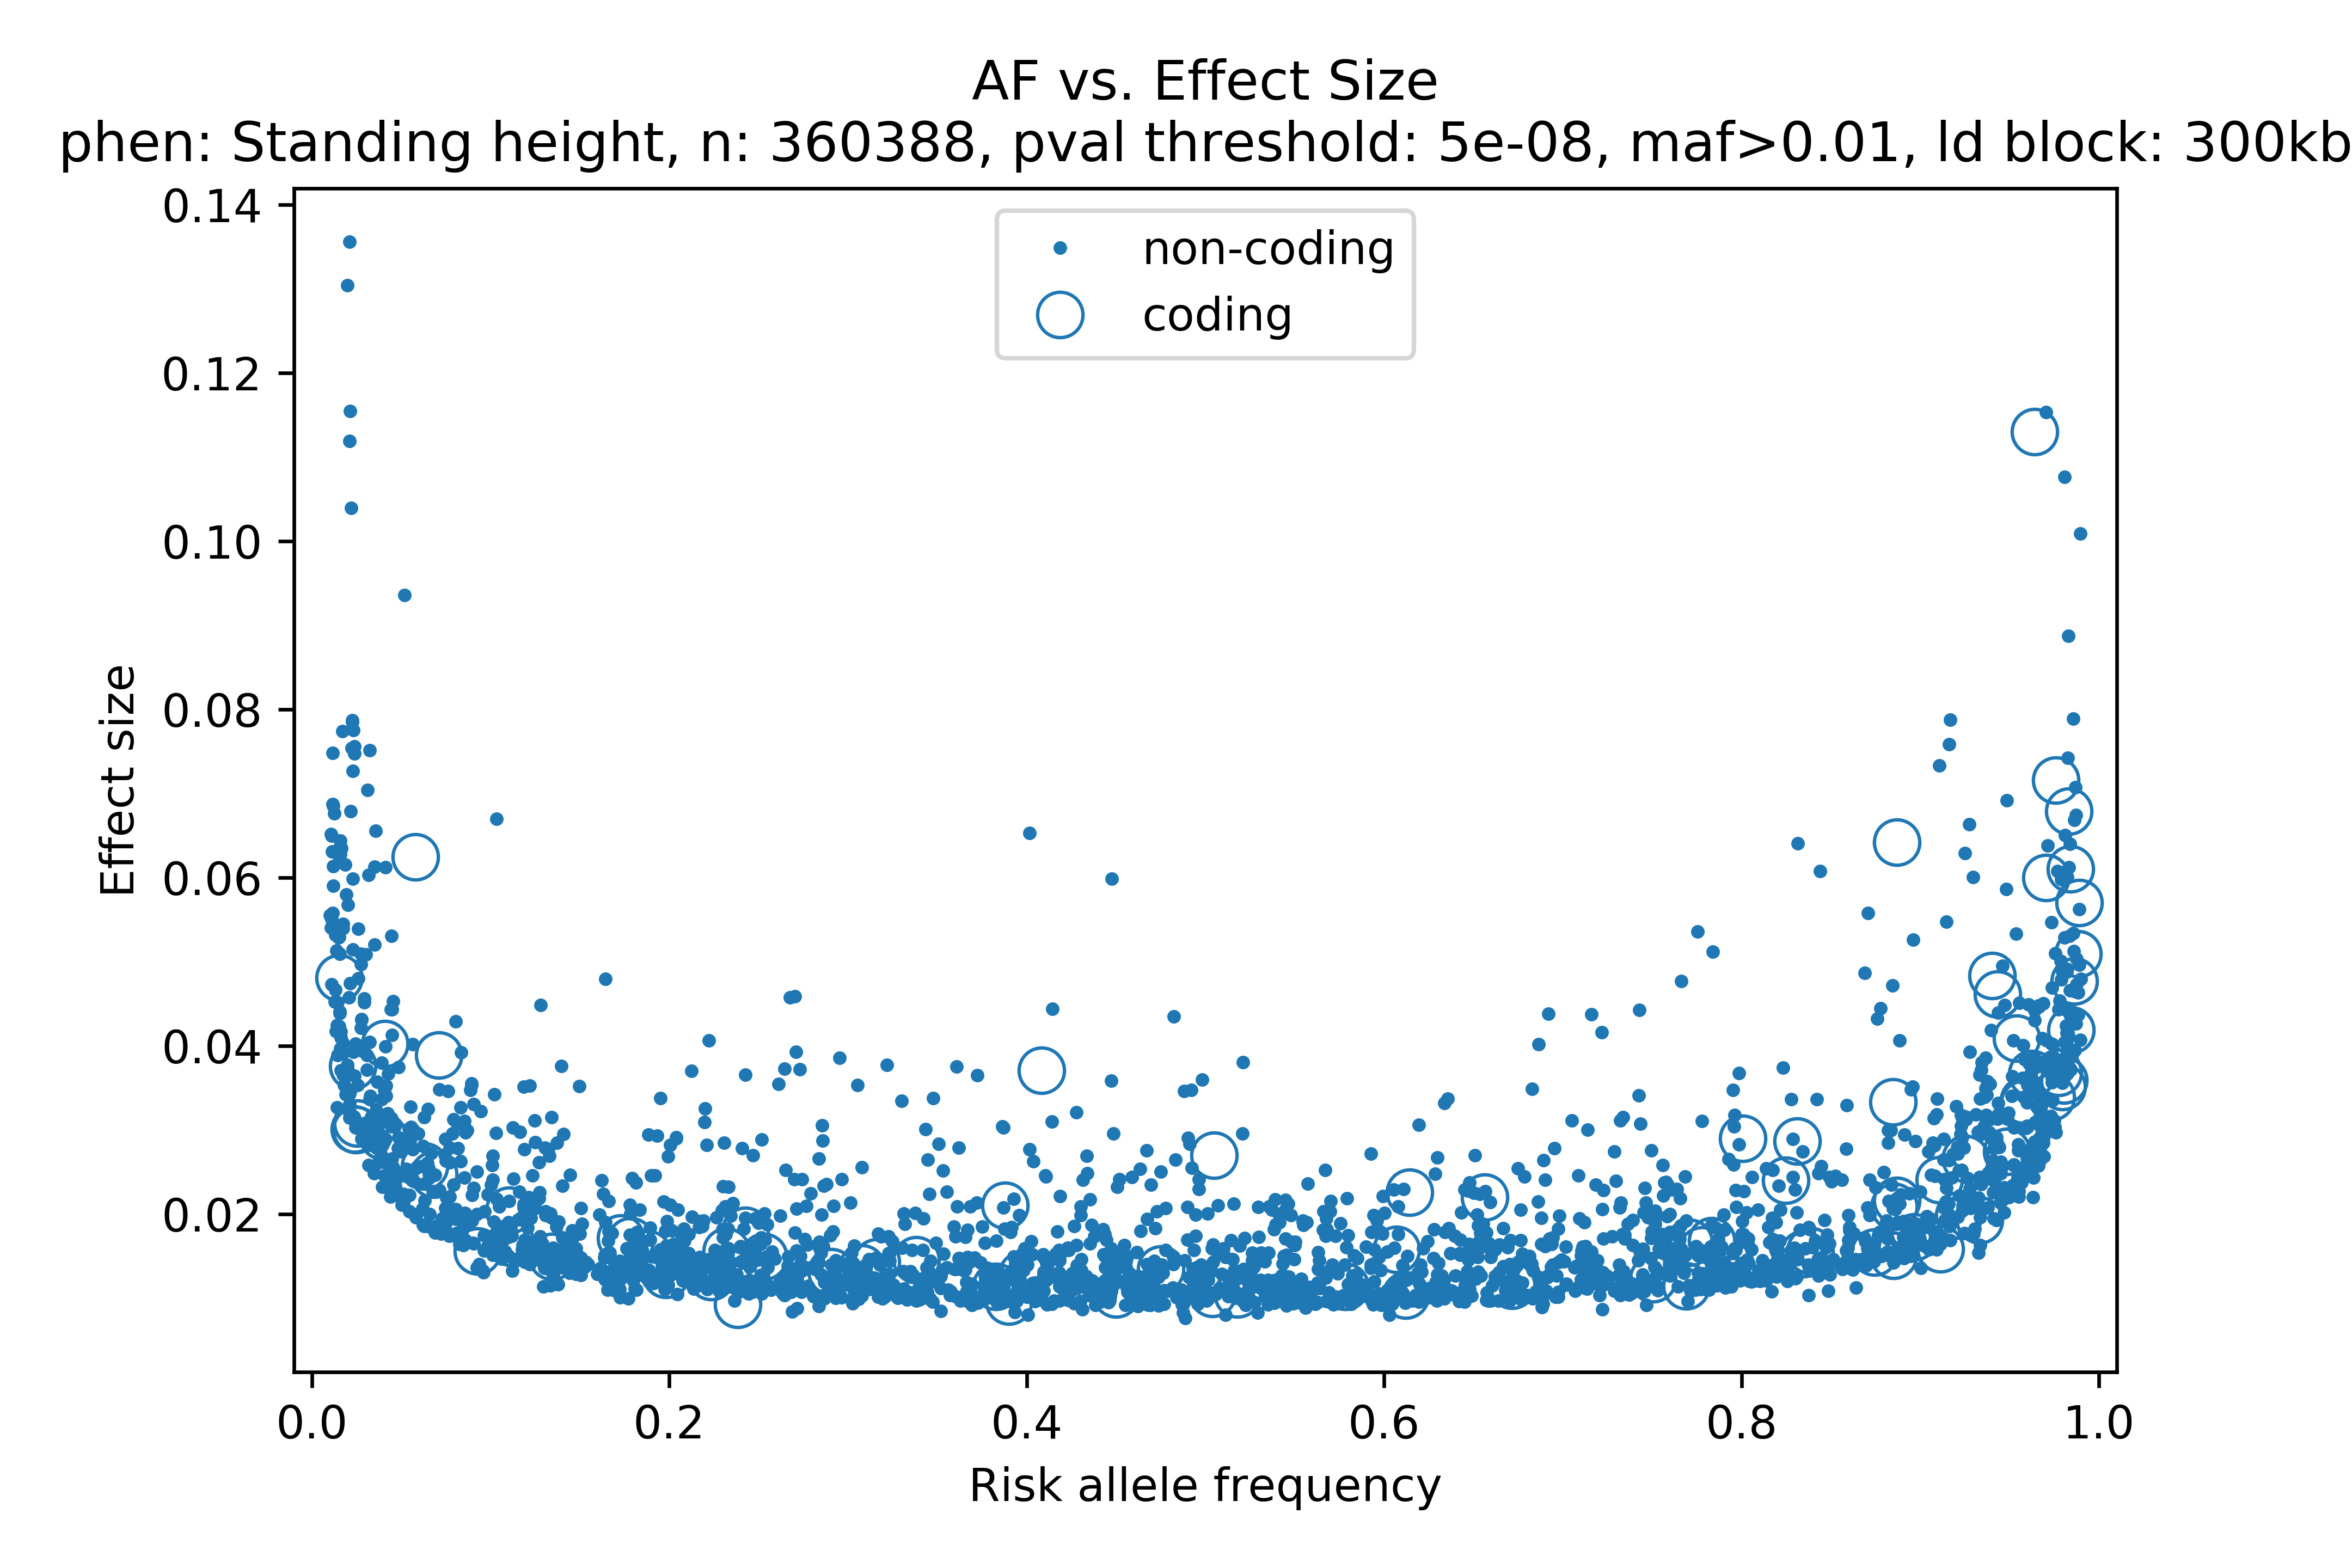 AF vs. Effect Size
phen: Standing height, n: 360388, pval threshold: 5e-08, maf>0.01, ld block: 300kb
non-coding
coding
0.14
0.12
0.10
0.08
0.06
0.04
0.02
Effect size
0.0 0.2 0.4 0.6 0.8 1.0
Risk allele frequency